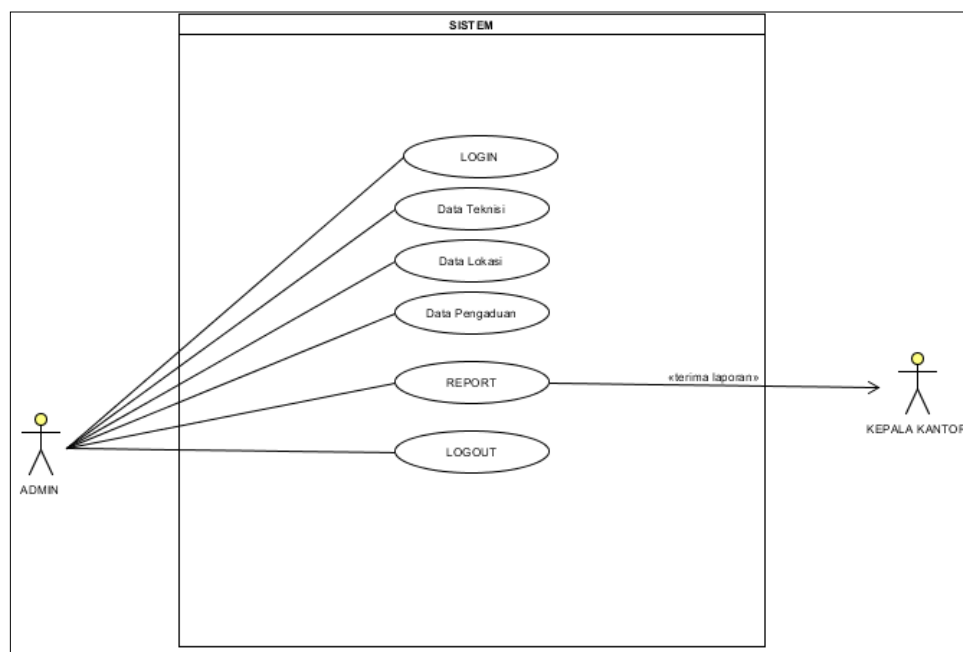 SISTEM
LOGIN
Data Teknisi
Data Lokasi
Data Pengaduan
REPORT
«terima laporan»
LOGOUT
ADMIN
KEPALA KANTOR